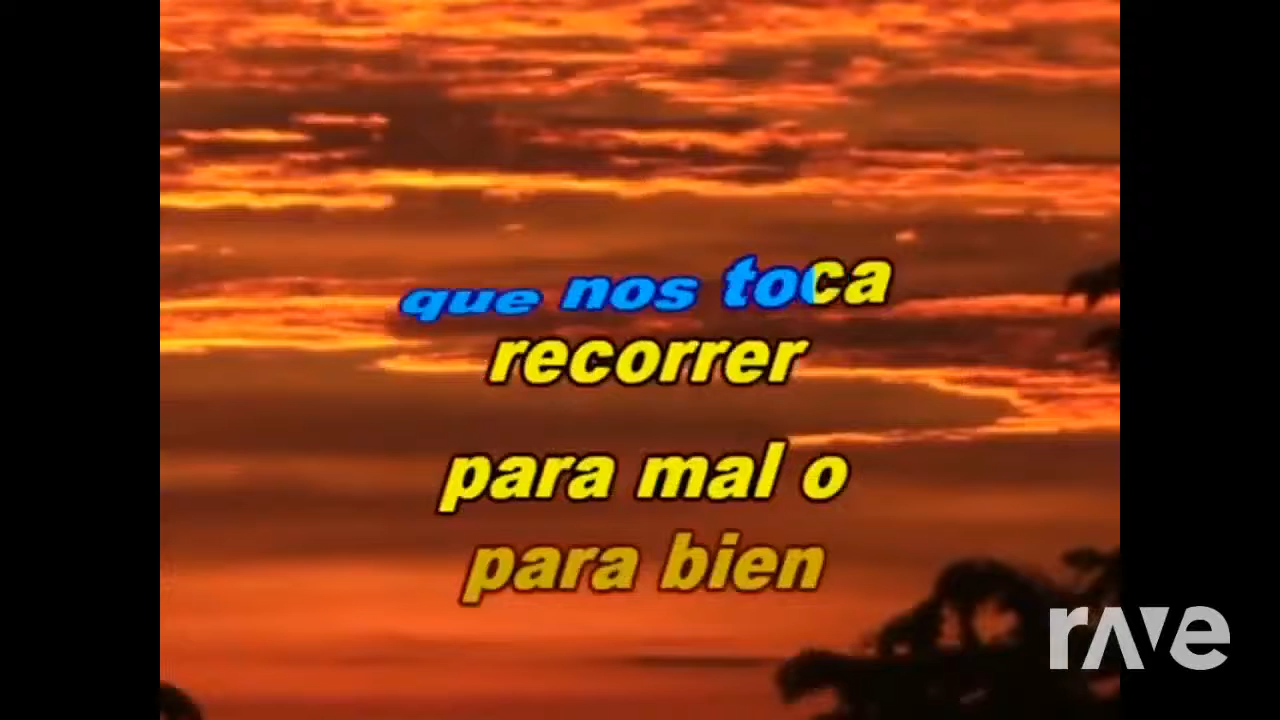 que nos toca
recorrer
para mal o
para bien
rave